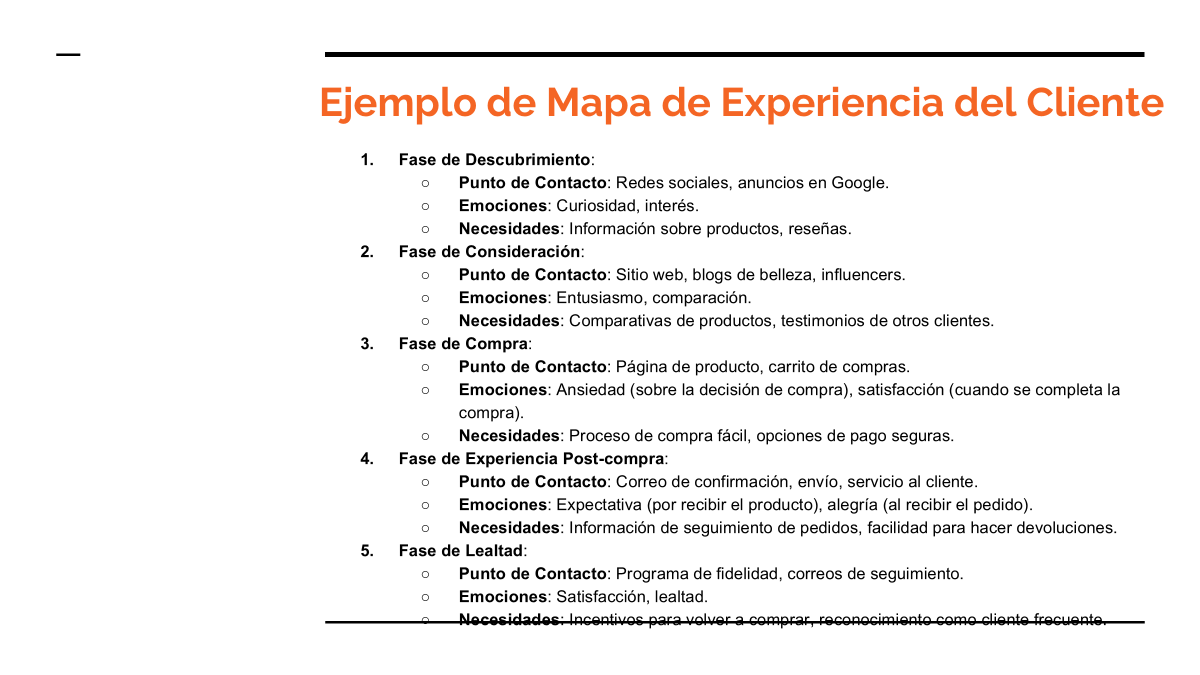 Ejemplo de Mapa de Experiencia del Cliente
1. Fase de Descubrimiento:
○ Punto de Contacto: Redes sociales, anuncios en Google.
○ Emociones: Curiosidad, interés.
○ Necesidades: Información sobre productos, reseñas.
2. Fase de Consideración:
○ Punto de Contacto: Sitio web, blogs de belleza, influencers.
○ Emociones: Entusiasmo, comparación.
○ Necesidades: Comparativas de productos, testimonios de otros clientes.
3. Fase de Compra:
○ Punto de Contacto: Página de producto, carrito de compras.
○ Emociones: Ansiedad (sobre la decisión de compra), satisfacción (cuando se completa la
compra).
○ Necesidades: Proceso de compra fácil, opciones de pago seguras.
4. Fase de Experiencia Post-compra:
○ Punto de Contacto: Correo de confirmación, envío, servicio al cliente.
○ Emociones: Expectativa (por recibir el producto), alegría (al recibir el pedido).
○ Necesidades: Información de seguimiento de pedidos, facilidad para hacer devoluciones.
5. Fase de Lealtad:
○ Punto de Contacto: Programa de fidelidad, correos de seguimiento.
○ Emociones: Satisfacción, lealtad.
○ Necesidades: Incentivos para volver a comprar, reconocimiento como cliente frecuente.